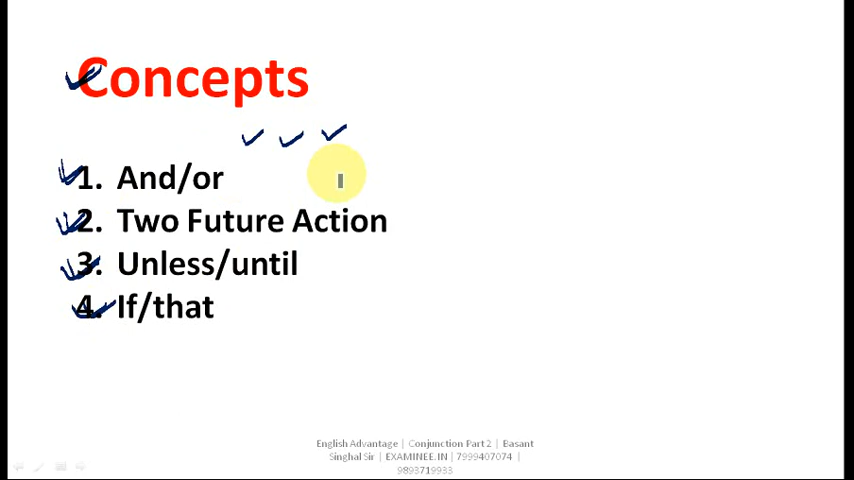 Concepts
1. And/or
2. Two Future Action
3. Unless/until
4. If/that
English Advantage | Conjunction Part 2 | Basant
Singhal Sir | EXAMINEE.IN | 7999407074 |
9893719933